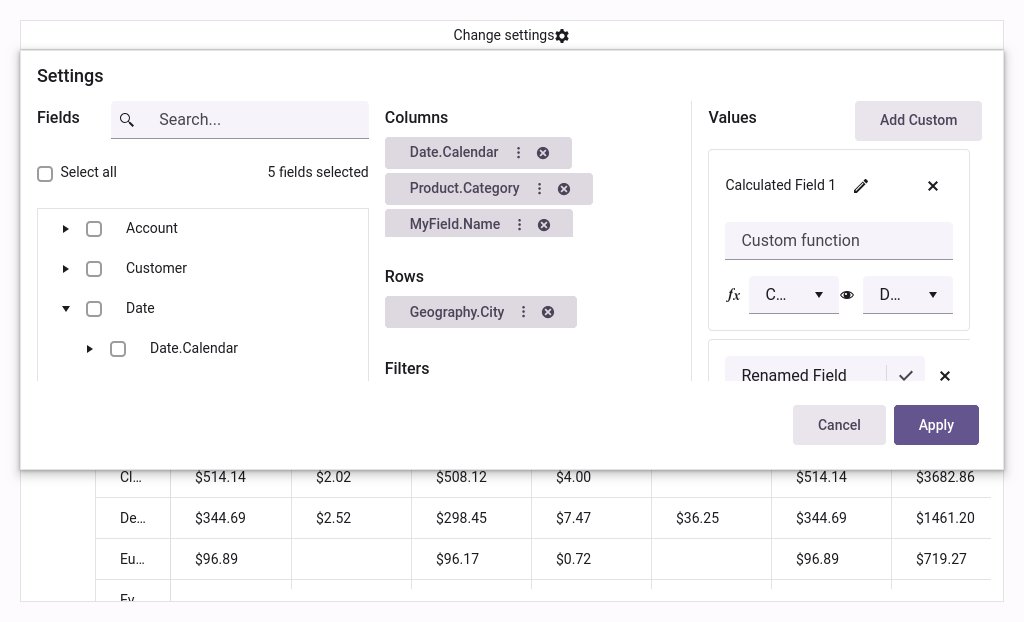 Change settings
Settings
Fields
Search...
Select all
5 fields selected
Account
Customer
Date
Date.Calendar
Columns
Date.Calendar
Product.Category
MyField.Name
Rows
Geography.City
Filters
Values
Add Custom
Calculated Field 1
Custom function
fx C... D...
Renamed Field
Cancel Apply
Cl... $514.14 $2.02 $508.12 $4.00 $514.14 $3682.86
De... $344.69 $2.52 $298.45 $7.47 $36.25 $344.69 $1461.20
Eu... $96.89 $96.17 $0.72 $96.89 $719.27